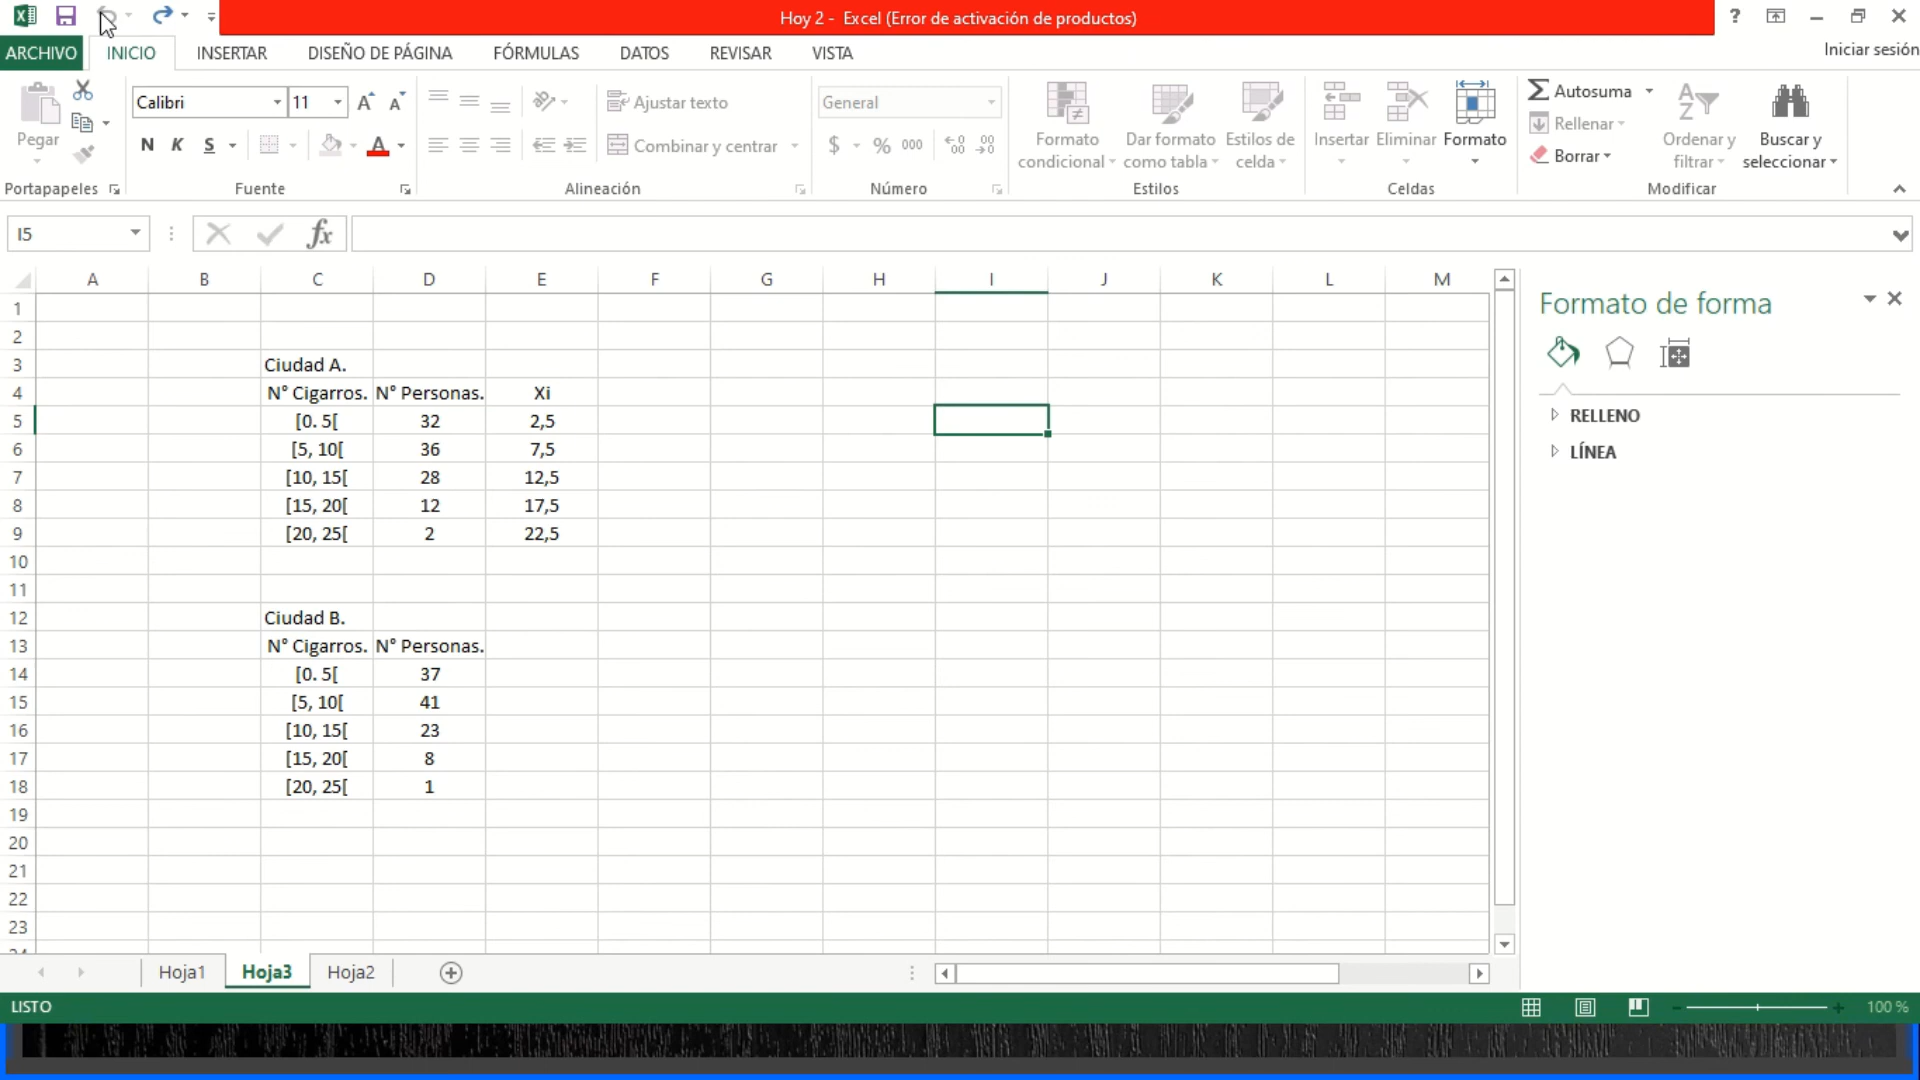 Hoy 2 - Excel (Error de activación de productos)
ARCHIVO INICIO INSERTAR DISEÑO DE PÁGINA FÓRMULAS DATOS REVISAR VISTA Iniciar sesión
Pegar
Portapapeles
Calibri 11
N K S
Fuente
Ajustar texto
Combinar y centrar
Alineación
General
$ % 000
Número
Formato condicional
Dar formato como tabla
Estilos de celda
Estilos
Insertar Eliminar Formato
Celdas
Autosuma
Rellenar
Borrar
Ordenar y filtrar
Buscar y seleccionar
Modificar
I5 fx
A B C D E F G H I J K L M
1
2
3 Ciudad A.
4 N° Cigarros. N° Personas. Xi
5 [0. 5[ 32 2,5
6 [5, 10[ 36 7,5
7 [10, 15[ 28 12,5
8 [15, 20[ 12 17,5
9 [20, 25[ 2 22,5
10
11
12 Ciudad B.
13 N° Cigarros. N° Personas.
14 [0. 5[ 37
15 [5, 10[ 41
16 [10, 15[ 23
17 [15, 20[ 8
18 [20, 25[ 1
19
20
21
22
23
Formato de forma
RELLENO
LÍNEA
Hoja1 Hoja3 Hoja2
LISTO 100 %